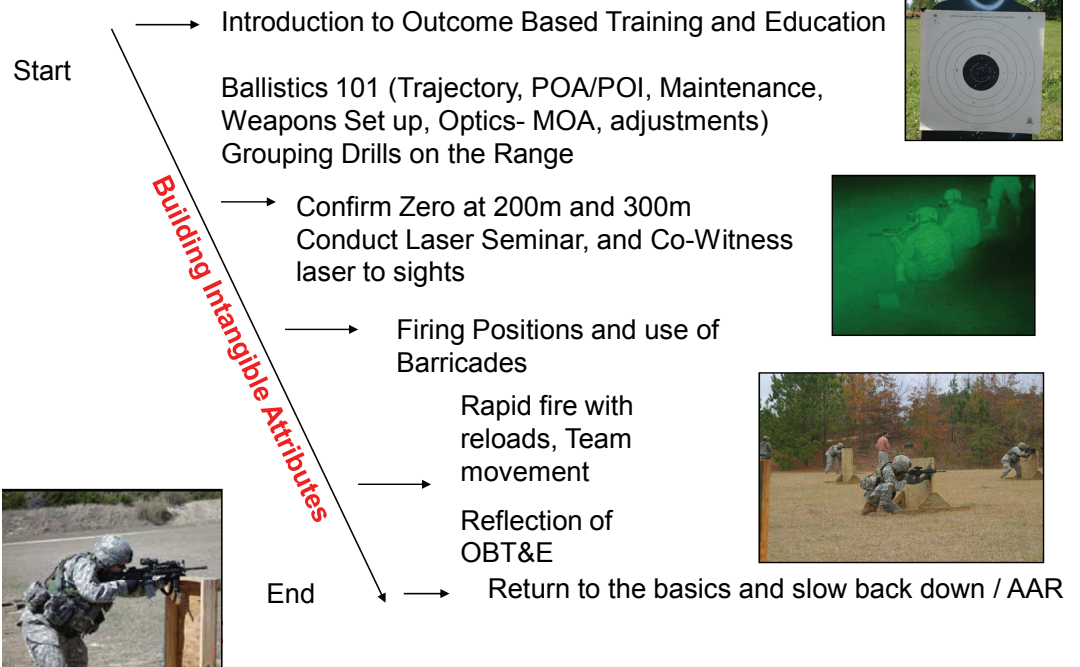 Introduction to Outcome Based Training and Education
Start
Ballistics 101 (Trajectory, POA/POI, Maintenance,
Weapons Set up, Optics- MOA, adjustments)
Grouping Drills on the Range
Building Intangible Attributes
Confirm Zero at 200m and 300m
Conduct Laser Seminar, and Co-Witness
laser to sights
Firing Positions and use of
Barricades
Rapid fire with
reloads, Team
movement
Reflection of
OBT&E
End
Return to the basics and slow back down / AAR